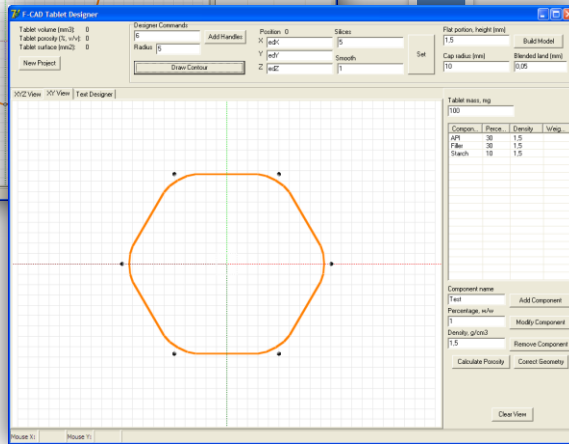 F-CAD Tablet Designer
Tablet volume (mm3): 0
Tablet porosity (%, v/v): 0
Tablet surface (mm2): 0
New Project
Designer Commands
6
Add Handles
Radius 5
Draw Contour
Position 0
X edX
Y edY
Z edZ
Slices
5
Smooth
1
Set
Flat portion, height (mm)
1,5
Build Model
Cap radius (mm)
10
Blended land (mm)
0,05
XYZ View XY View Text Designer
Tablet mass, mg
100
Compon... Perce... Density Weig...
API 30 1,5
Filler 30 1,5
Starch 10 1,5
Component name
Text
Add Component
Percentage, w/w
1
Modify Component
Density, g/cm3
1,5
Remove Component
Calculate Porosity Correct Geometry
Clear View
Mouse X: Mouse Y: